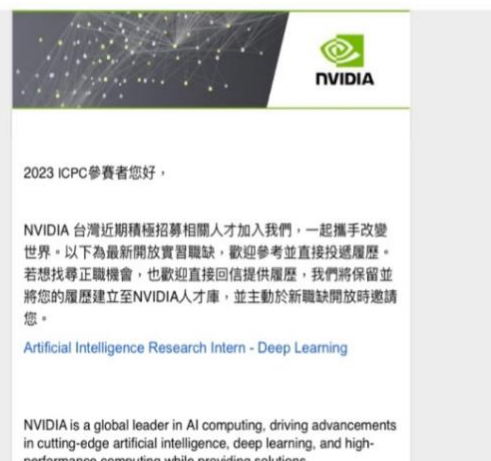 NVIDIA
2023 ICPC參賽者您好，
NVIDIA 台灣近期積極招募相關人才加入我們，一起攜手改變
世界。以下為最新開放實習職缺，歡迎參考並直接投遞履歷。
若想找尋正職機會，也歡迎直接回信提供履歷，我們將保留並
將您的履歷建立至NVIDIA人才庫，並主動於新職缺開放時邀請
您。
Artificial Intelligence Research Intern - Deep Learning
NVIDIA is a global leader in AI computing, driving advancements
in cutting-edge artificial intelligence, deep learning, and high-
performance computing while providing solutions